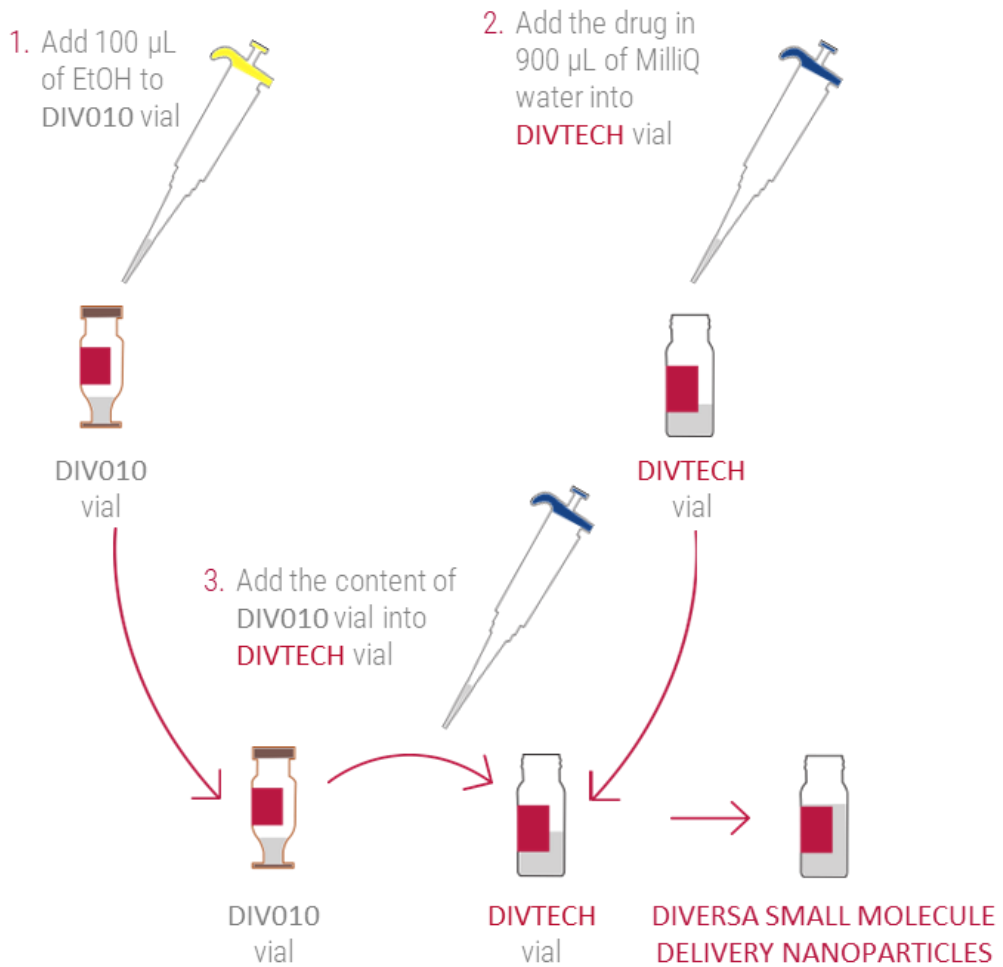 1. Add 100 µL
of EtOH to
DIV010 vial
2. Add the drug in
900 µL of MilliQ
water into
DIVTECH vial
DIV010
vial
DIVTECH
vial
3. Add the content of
DIV010 vial into
DIVTECH vial
DIV010
vial
DIVTECH
vial
DIVERSA SMALL MOLECULE
DELIVERY NANOPARTICLES